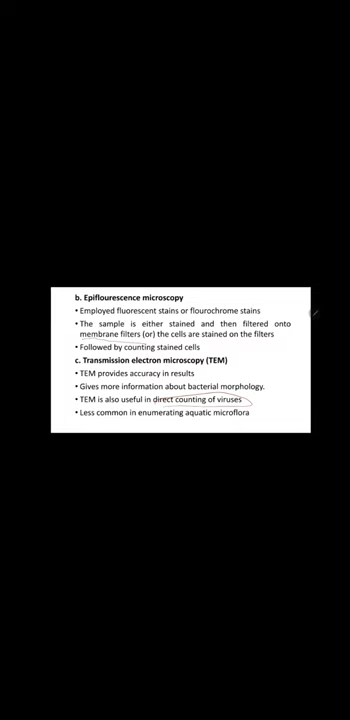 b. Epiflourescence microscopy
• Employed fluorescent stains or flourochrome stains
• The sample is either stained and then filtered onto
membrane filters (or) the cells are stained on the filters
• Followed by counting stained cells
c. Transmission electron microscopy (TEM)
• TEM provides accuracy in results
• Gives more information about bacterial morphology.
• TEM is also useful in direct counting of viruses
• Less common in enumerating aquatic microflora